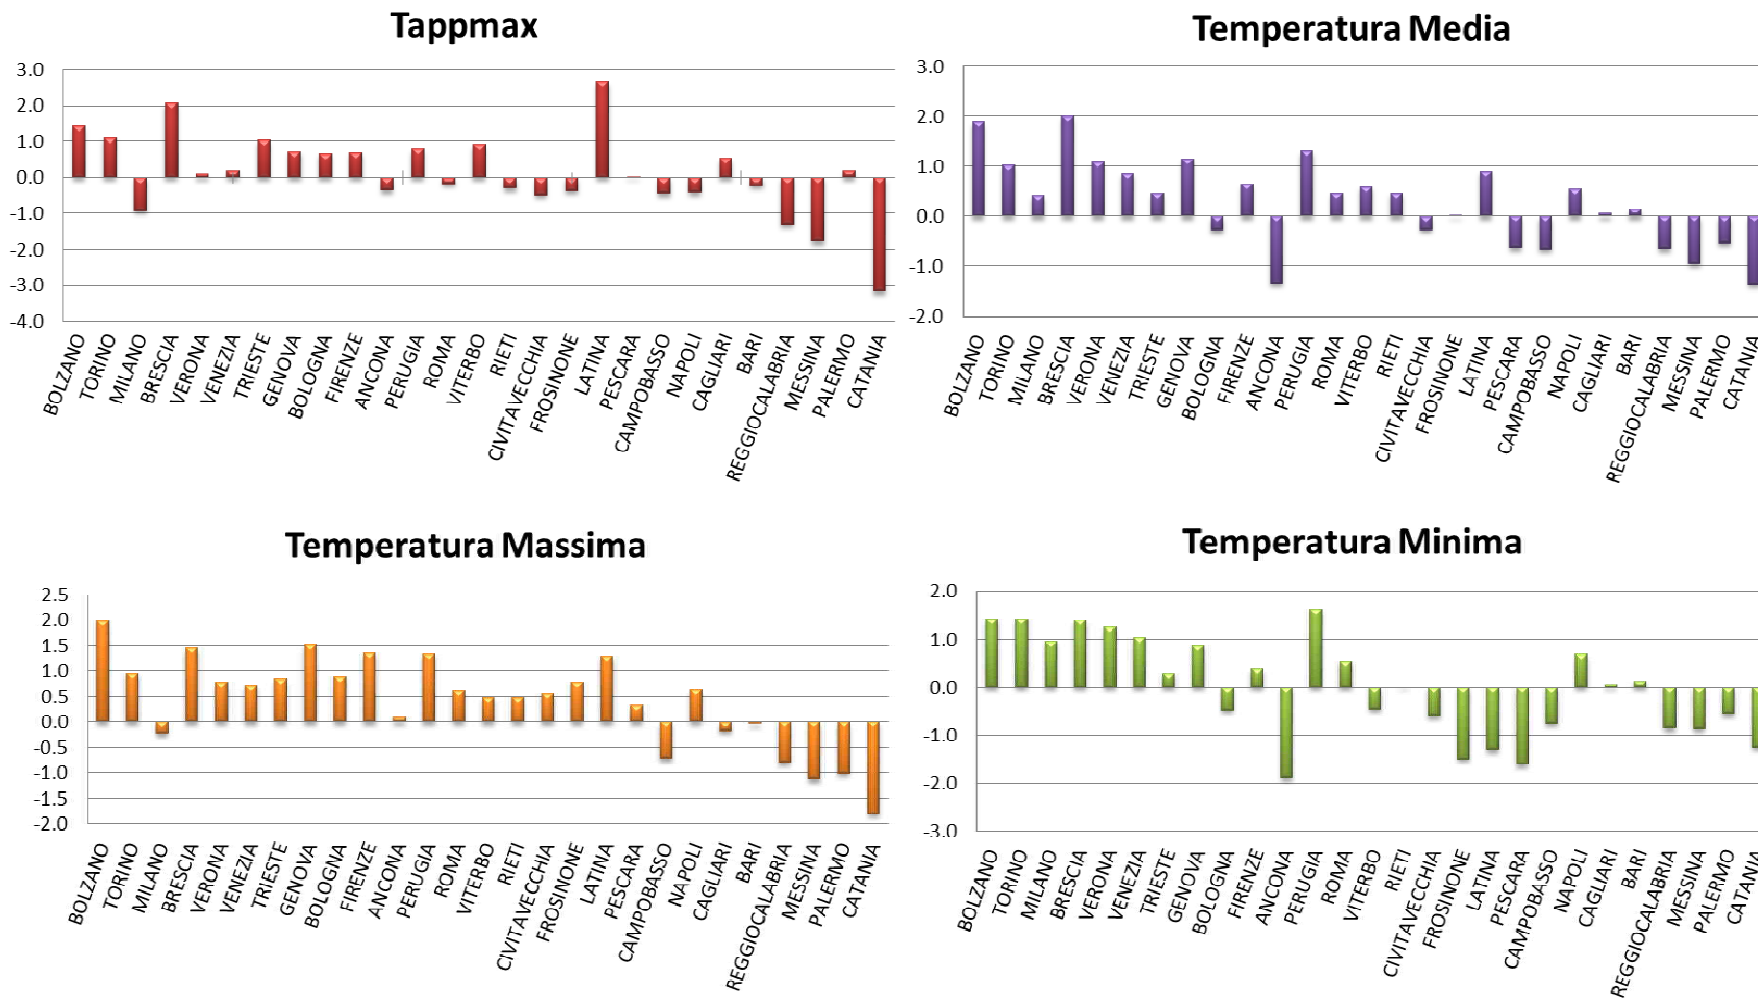 Tappmax
3.0
2.0
1.0
0.0
-1.0
-2.0
-3.0
-4.0
BOLZANO
TORINO
MILANO
BRESCIA
VERONA
VENEZIA
TRIESTE
GENOVA
BOLOGNA
FIRENZE
ANCONA
PERUGIA
ROMA
VITERBO
RIETI
CIVITAVECCHIA
FROSINONE
LATINA
PESCARA
CAMPOBASSO
NAPOLI
CAGLIARI
BARI
REGGIOCALABRIA
MESSINA
PALERMO
CATANIA
Temperatura Media
3.0
2.0
1.0
0.0
-1.0
-2.0
BOLZANO
TORINO
MILANO
BRESCIA
VERONA
VENEZIA
TRIESTE
GENOVA
BOLOGNA
FIRENZE
ANCONA
PERUGIA
ROMA
VITERBO
RIETI
CIVITAVECCHIA
FROSINONE
LATINA
PESCARA
CAMPOBASSO
NAPOLI
CAGLIARI
BARI
REGGIOCALABRIA
MESSINA
PALERMO
CATANIA
Temperatura Massima
2.5
2.0
1.5
1.0
0.5
0.0
-0.5
-1.0
-1.5
-2.0
BOLZANO
TORINO
MILANO
BRESCIA
VERONA
VENEZIA
TRIESTE
GENOVA
BOLOGNA
FIRENZE
ANCONA
PERUGIA
ROMA
VITERBO
RIETI
CIVITAVECCHIA
FROSINONE
LATINA
PESCARA
CAMPOBASSO
NAPOLI
CAGLIARI
BARI
REGGIOCALABRIA
MESSINA
PALERMO
CATANIA
Temperatura Minima
2.0
1.0
0.0
-1.0
-2.0
-3.0
BOLZANO
TORINO
MILANO
BRESCIA
VERONA
VENEZIA
TRIESTE
GENOVA
BOLOGNA
FIRENZE
ANCONA
PERUGIA
ROMA
VITERBO
RIETI
CIVITAVECCHIA
FROSINONE
LATINA
PESCARA
CAMPOBASSO
NAPOLI
CAGLIARI
BARI
REGGIOCALABRIA
MESSINA
PALERMO
CATANIA